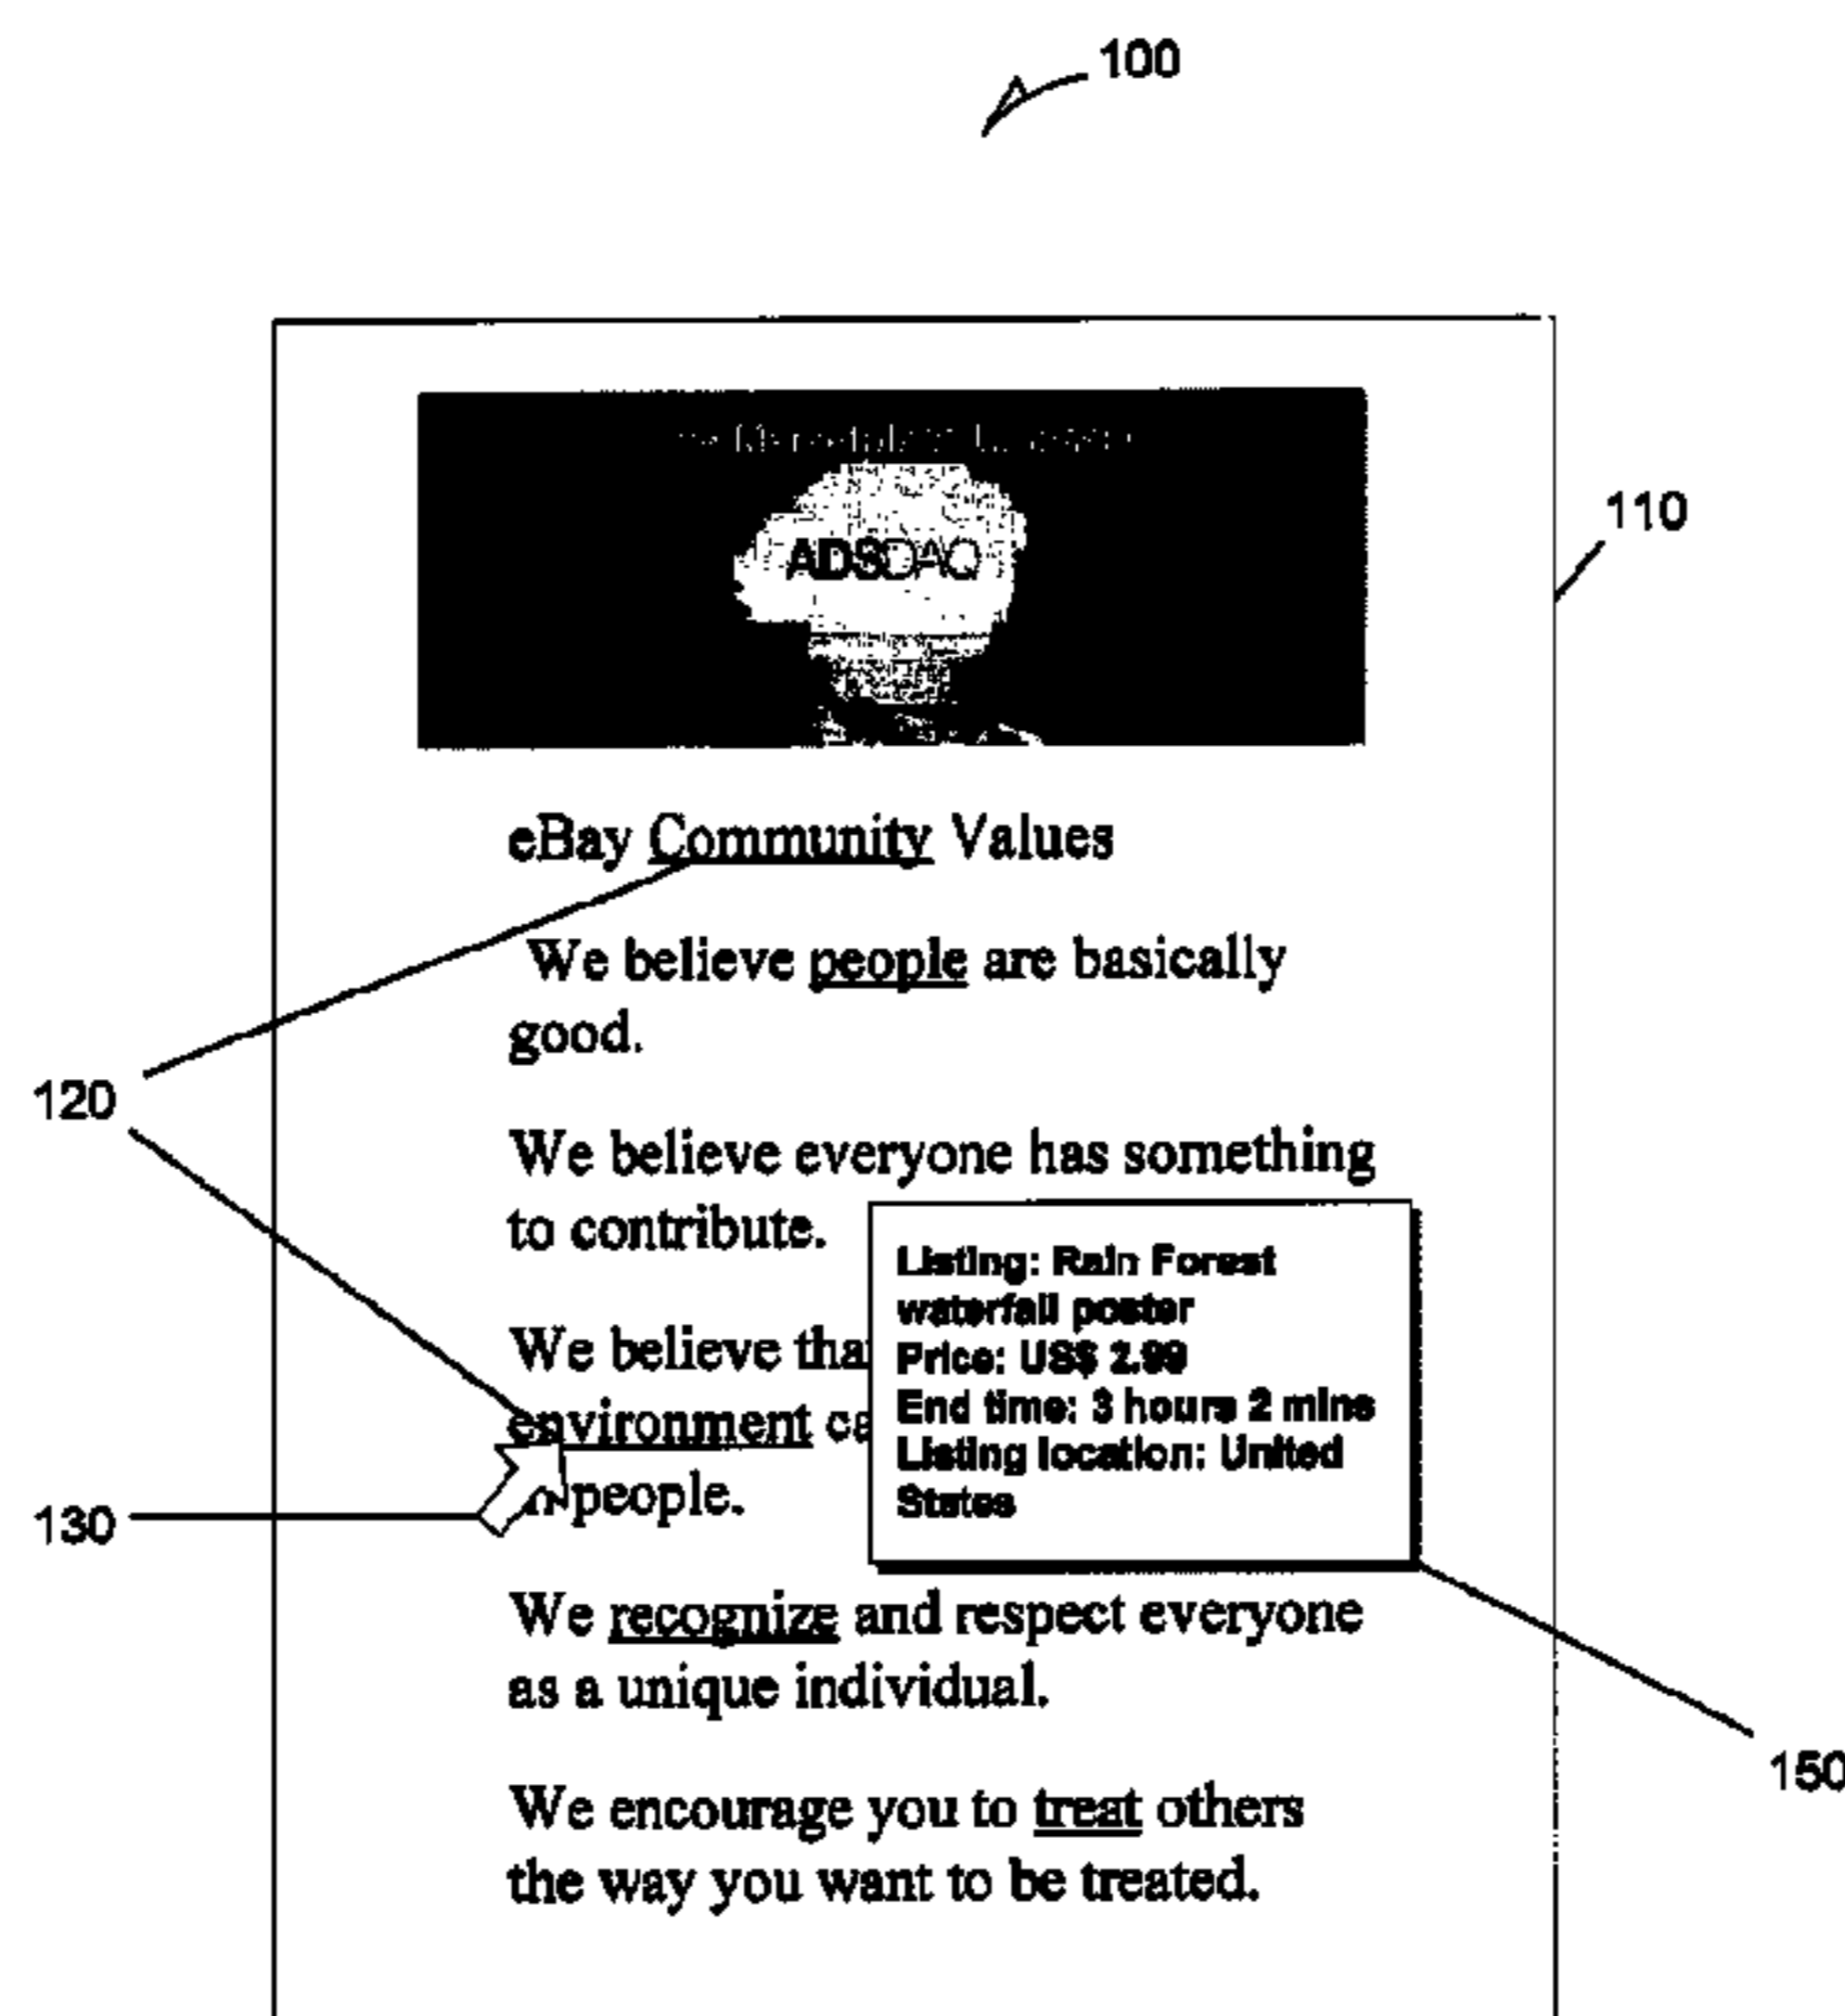 100
110
ADSDAQ
eBay Community Values
We believe people are basically
good.
120
We believe everyone has something
to contribute.
Listing: Rain Forest
waterfall poster
Price: US$ 2.99
End time: 3 hours 2 mins
Listing location: United
States
We believe tha
environment ca
people.
130
We recognize and respect everyone
as a unique individual.
150
We encourage you to treat others
the way you want to be treated.